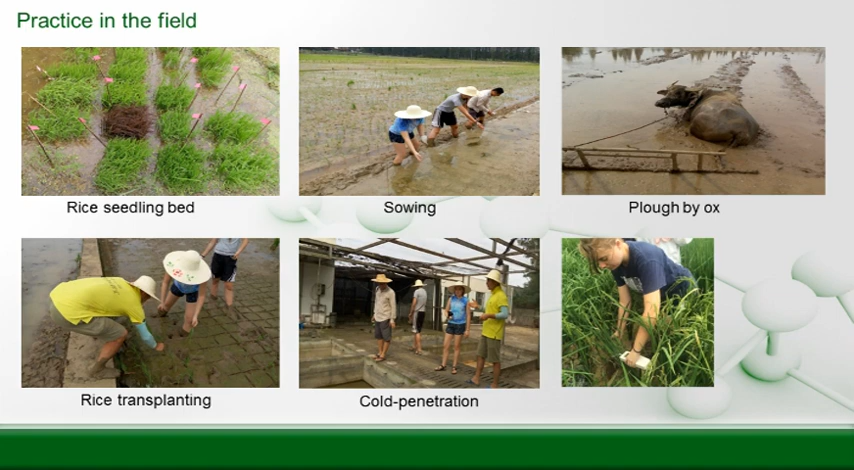 Practice in the field
Rice seedling bed
Sowing
Plough by ox
Rice transplanting
Cold-penetration